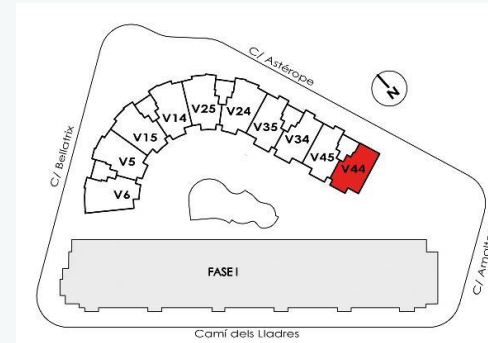 C/ Astérope
N
C/ Bellatrix
V25
V24
V14
V35
V15
V34
V45
V5
V44
V6
FASE I
Camí dels Lladres